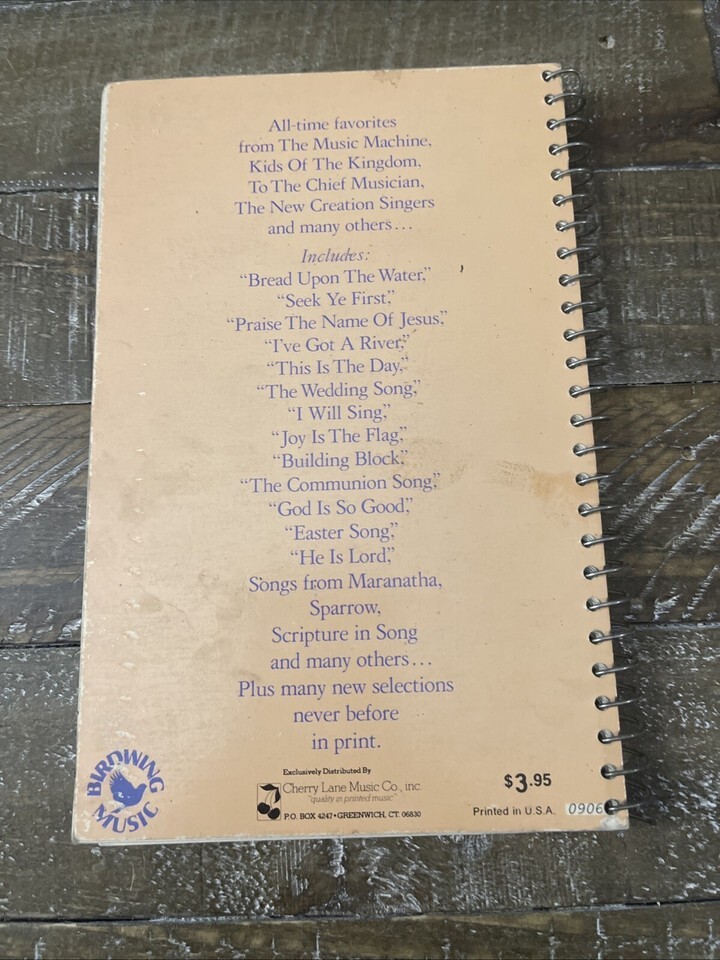 All-time favorites
from The Music Machine,
Kids Of The Kingdom,
To The Chief Musician,
The New Creation Singers
and many others...
Includes:
“Bread Upon The Water,”
“Seek Ye First,”
“Praise The Name Of Jesus,”
“I’ve Got A River,”
“This Is The Day,”
“The Wedding Song,”
“I Will Sing,”
“Joy Is The Flag,”
“Building Block,”
“The Communion Song,”
“God Is So Good,”
“Easter Song,”
“He Is Lord,”
Songs from Maranatha,
Sparrow,
Scripture in Song
and many others...
Plus many new selections
never before
in print.
BIRDWING
MUSIC
Exclusively Distributed By
Cherry Lane Music Co., inc.
"quality in printed music"
P.O. BOX 4247 • GREENWICH, CT. 06830
$3.95
Printed in U.S.A. 0906